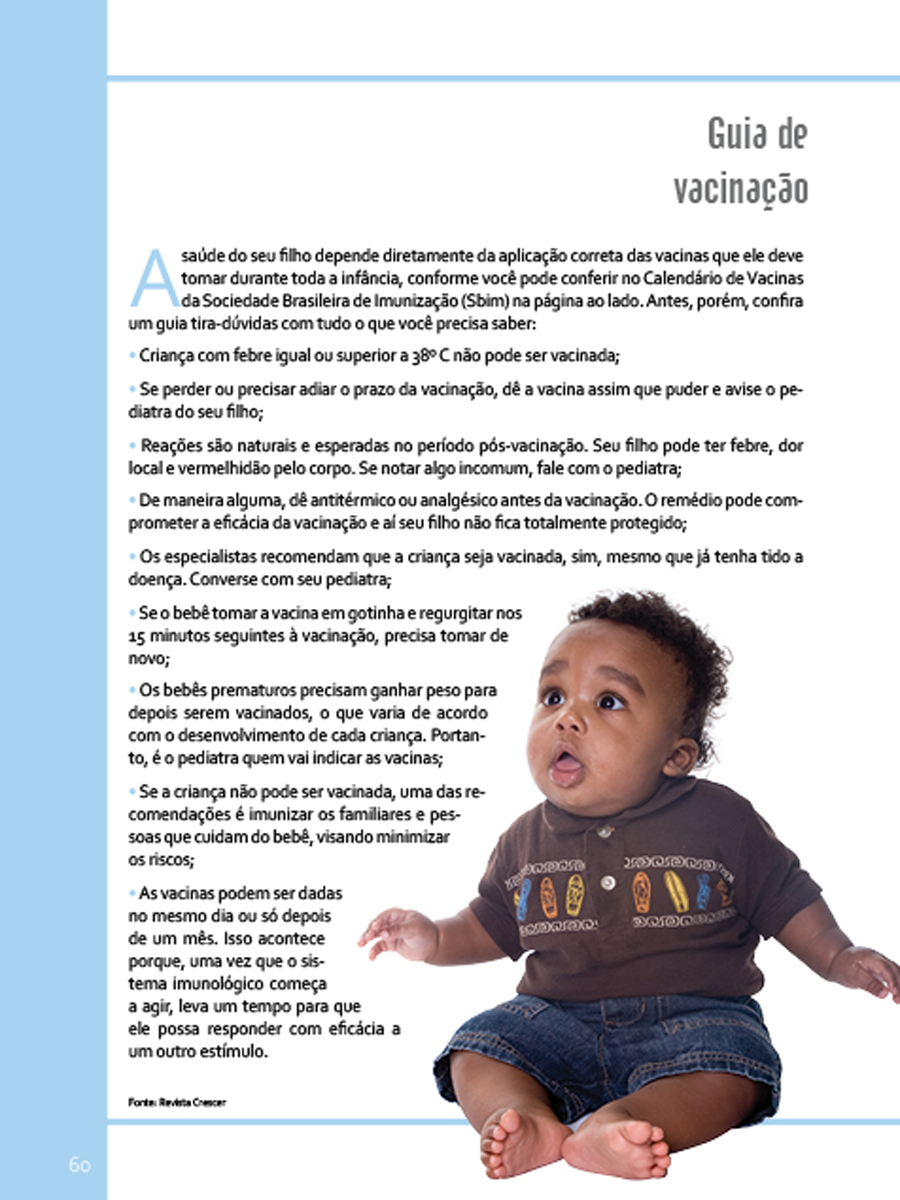 Guia de
vacinação
A saúde do seu filho depende diretamente da aplicação correta das vacinas que ele deve
tomar durante toda a infância, conforme você pode conferir no Calendário de Vacinas
da Sociedade Brasileira de Imunização (Sbim) na página ao lado. Antes, porém, confira
um guia tira-dúvidas com tudo o que você precisa saber:
• Criança com febre igual ou superior a 38º C não pode ser vacinada;
• Se perder ou precisar adiar o prazo da vacinação, dê a vacina assim que puder e avise o pe-
diatra do seu filho;
• Reações são naturais e esperadas no período pós-vacinação. Seu filho pode ter febre, dor
local e vermelhidão pelo corpo. Se notar algo incomum, fale com o pediatra;
• De maneira alguma, dê antitérmico ou analgésico antes da vacinação. O remédio pode com-
prometer a eficácia da vacinação e aí seu filho não fica totalmente protegido;
• Os especialistas recomendam que a criança seja vacinada, sim, mesmo que já tenha tido a
doença. Converse com seu pediatra;
• Se o bebê tomar a vacina em gotinha e regurgitar nos
15 minutos seguintes à vacinação, precisa tomar de
novo;
• Os bebês prematuros precisam ganhar peso para
depois serem vacinados, o que varia de acordo
com o desenvolvimento de cada criança. Portan-
to, é o pediatra quem vai indicar as vacinas;
• Se a criança não pode ser vacinada, uma das re-
comendações é imunizar os familiares e pes-
soas que cuidam do bebê, visando minimizar
os riscos;
• As vacinas podem ser dadas
no mesmo dia ou só depois
de um mês. Isso acontece
porque, uma vez que o sis-
tema imunológico começa
a agir, leva um tempo para que
ele possa responder com eficácia a
um outro estímulo.
Fonte: Revista Crescer
60